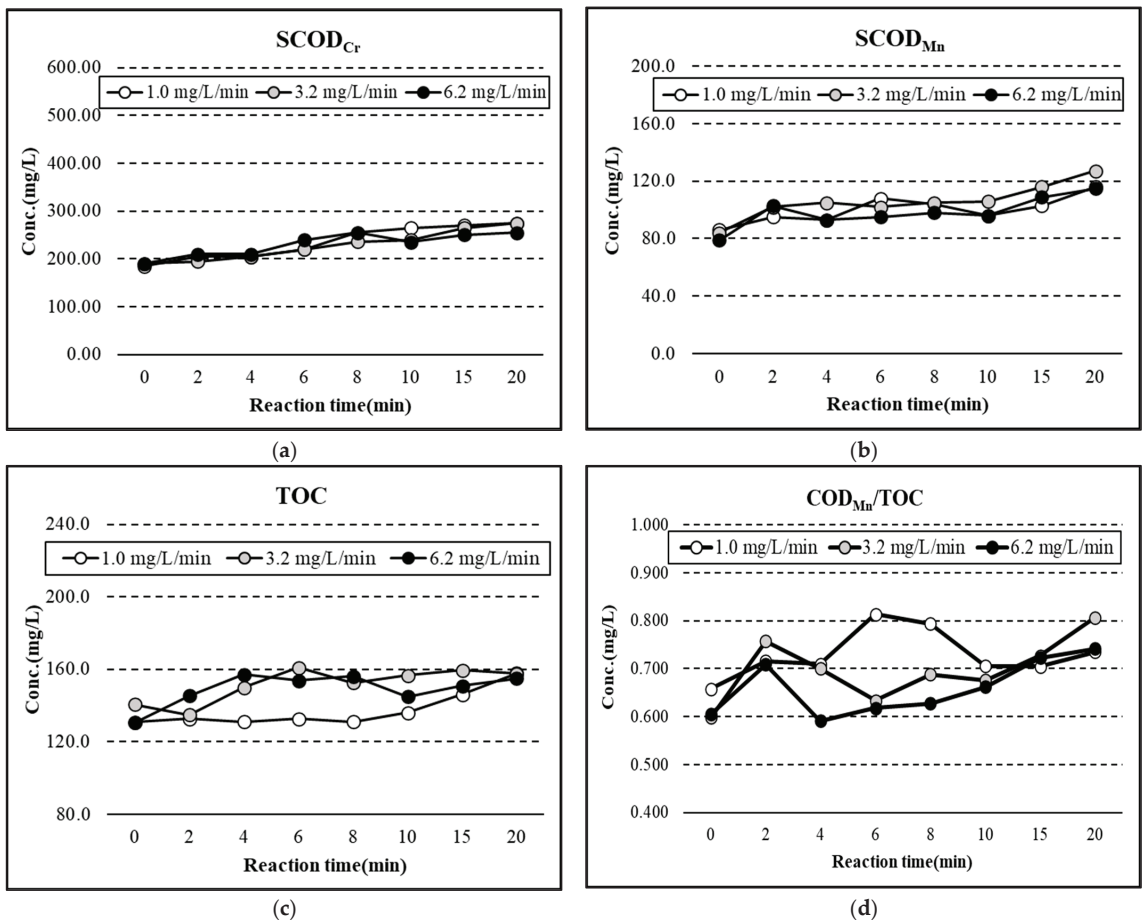 SCODCr
600.00
1.0 mg/L/min 3.2 mg/L/min 6.2 mg/L/min
500.00
400.00
300.00
200.00
100.00
0.00
Conc.(mg/L)
0 2 4 6 8 10 15 20
Reaction time(min)
(a)
SCODMn
200.0
1.0 mg/L/min 3.2 mg/L/min 6.2 mg/L/min
160.0
120.0
80.0
40.0
0.0
Conc.(mg/L)
0 2 4 6 8 10 15 20
Reaction time(min)
(b)
TOC
240.0
1.0 mg/L/min 3.2 mg/L/min 6.2 mg/L/min
200.0
160.0
120.0
80.0
Conc.(mg/L)
0 2 4 6 8 10 15 20
Reaction time(min)
(c)
CODMn/TOC
1.000
1.0 mg/L/min 3.2 mg/L/min 6.2 mg/L/min
0.900
0.800
0.700
0.600
0.500
0.400
Conc.(mg/L)
0 2 4 6 8 10 15 20
Reaction time(min)
(d)